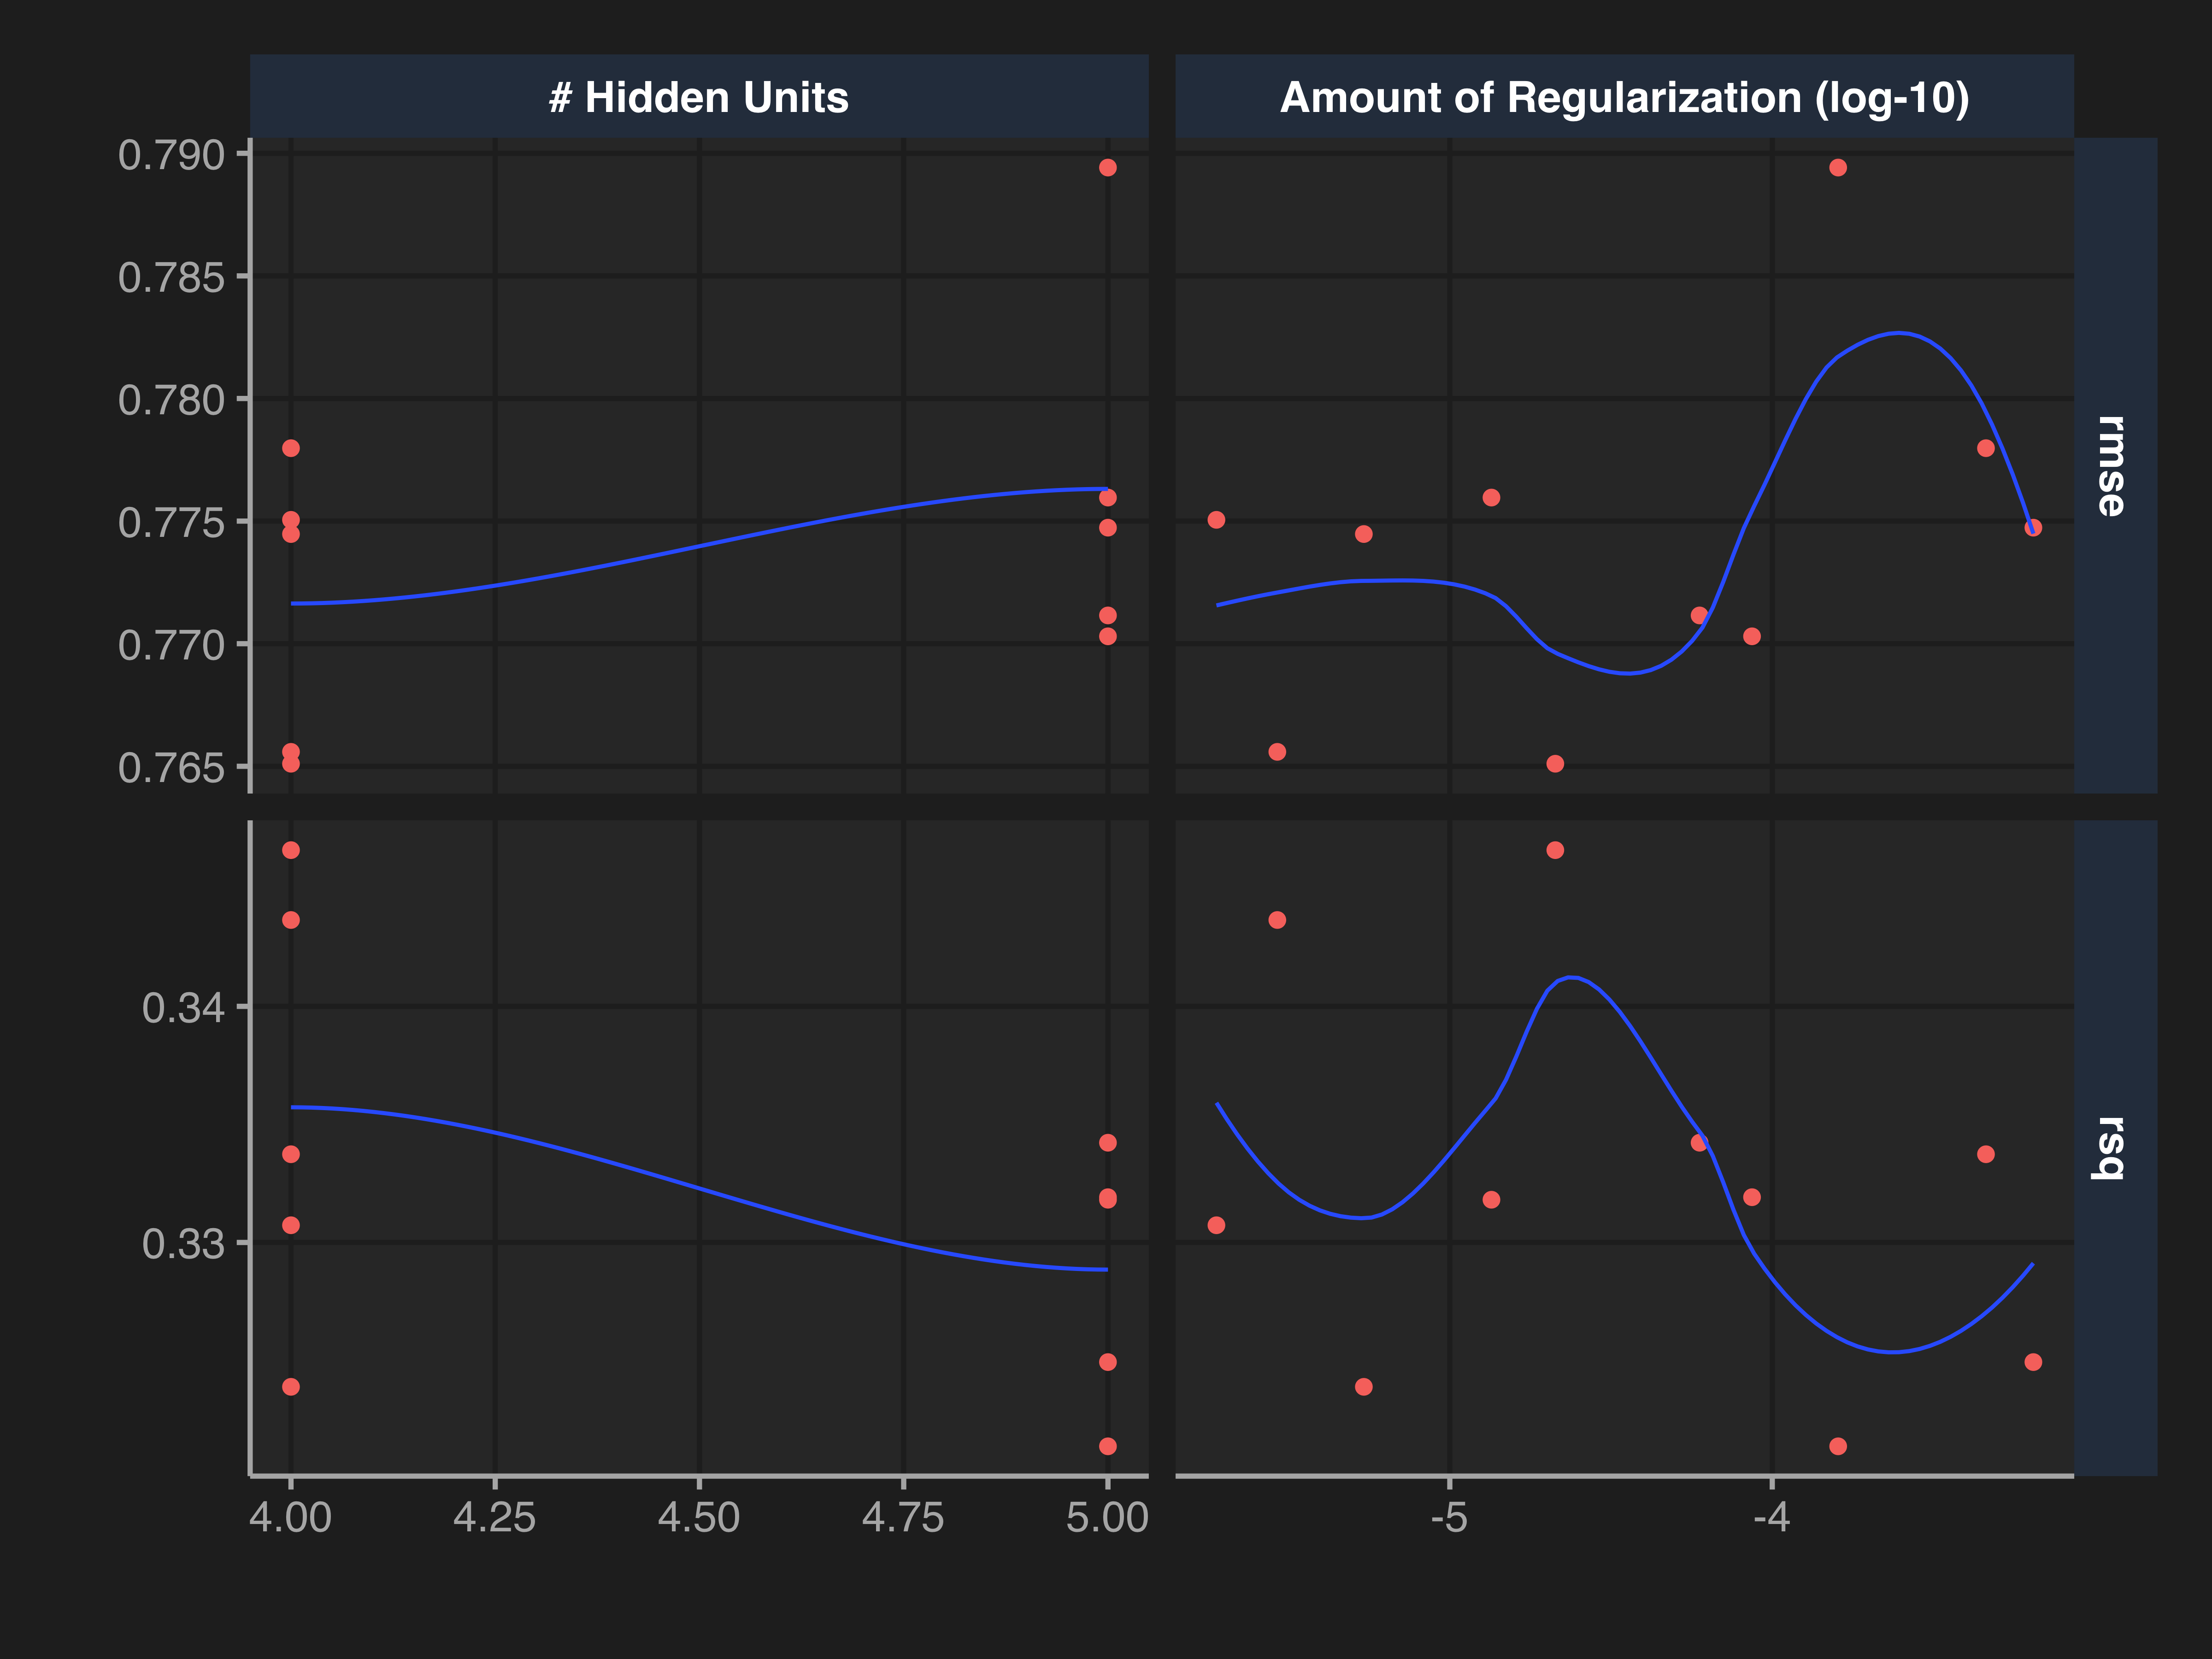 # Hidden Units
Amount of Regularization (log-10)
0.790
0.785
0.780
0.775
0.770
0.765
rmse
0.34
0.33
rsq
4.00 4.25 4.50 4.75 5.00
-5 -4